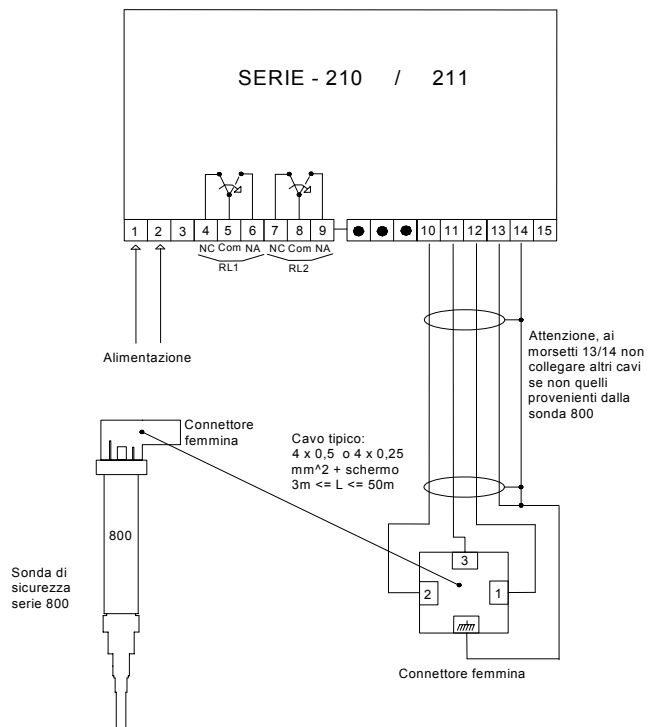 SERIE - 210 / 211
1 2 3 4 5 6 7 8 9 10 11 12 13 14 15
NC Com NA NC Com NA
RL1 RL2
Alimentazione
Attenzione, ai
morsetti 13/14 non
collegare altri cavi
se non quelli
provenienti dalla
sonda 800
Connettore
femmina
Cavo tipico:
4 x 0,5 o 4 x 0,25
mm^2 + schermo
3m <= L <= 50m
800
Sonda di
sicurezza
serie 800
3
2 1
Connettore femmina